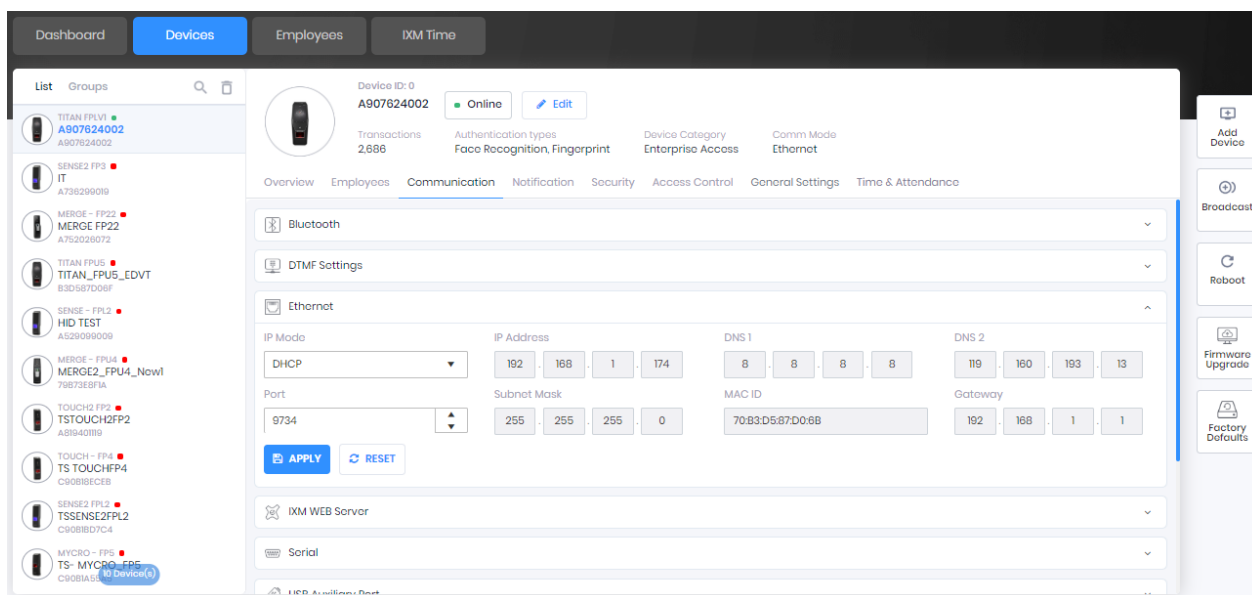 Dashboard Devices Employees IXM Time
List Groups
TITAN FPLV1
A907624002
A907624002
SENSE2 FP3
IT
A736299019
MERGE - FP22
MERGE FP22
A752026072
TITAN FPU5
TITAN_FPU5_EDVT
B3D587D06F
SENSE - FPL2
HID TEST
A529099009
MERGE - FPU4
MERGE2_FPU4_New1
79B73E8F1A
TOUCH2 FP2
TSTOUCH2FP2
A819401119
TOUCH - FP4
TS TOUCHFP4
C90B18ECEB
SENSE2 FPL2
TSSENSE2FPL2
C90B1BD7C4
MYCRO - FP5
TS- MYCRO_FP5
10 Device(s)
Device ID: 0
A907624002 Online Edit
Transactions Authentication types Device Category Comm Mode
2,686 Face Recognition, Fingerprint Enterprise Access Ethernet
Overview Employees Communication Notification Security Access Control General Settings Time & Attendance
Bluetooth
DTMF Settings
Ethernet
IP Mode IP Address DNS 1 DNS 2
DHCP 192 . 168 . 1 . 174 8 . 8 . 8 . 8 119 . 160 . 193 . 13
Port Subnet Mask MAC ID Gateway
9734 255 . 255 . 255 . 0 70:B3:D5:87:D0:6B 192 . 168 . 1 . 1
APPLY RESET
IXM WEB Server
Serial
USB Auxiliary Port
Add
Device
Broadcast
Reboot
Firmware
Upgrade
Factory
Defaults